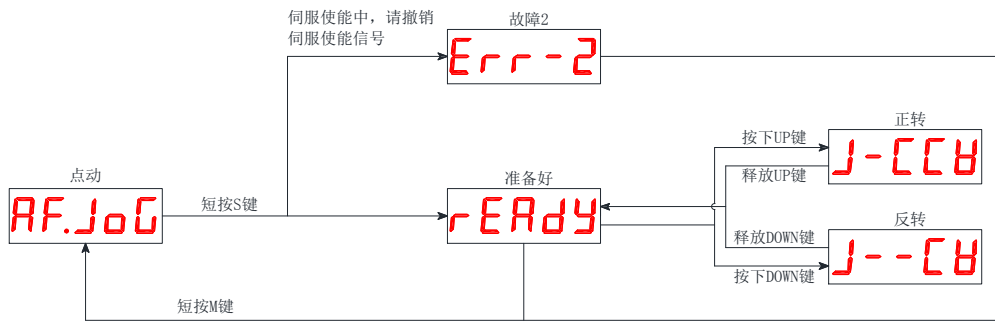 伺服使能中，请撤销
伺服使能信号
故障2
Err-2
正转
按下UP键
J-CCW
释放UP键
点动
准备好
AF.JoG
短按S键
rEAdy
反转
释放DOWN键
J--CW
按下DOWN键
短按M键